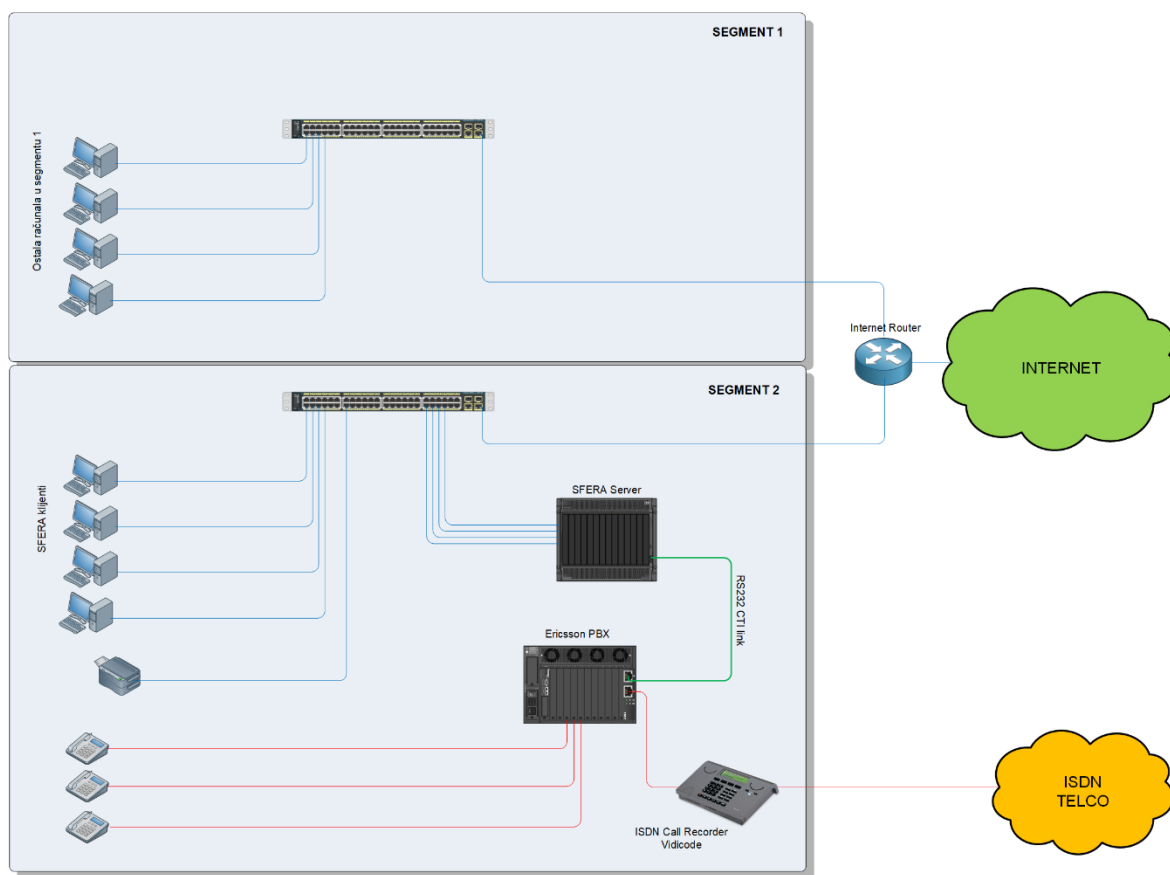 SEGMENT 1
Ostala računala u segmentu 1
Internet Router
INTERNET
SEGMENT 2
SFERA klijenti
SFERA Server
RS232 CTI link
Ericsson PBX
ISDN Call Recorder
Vidicode
ISDN
TELCO